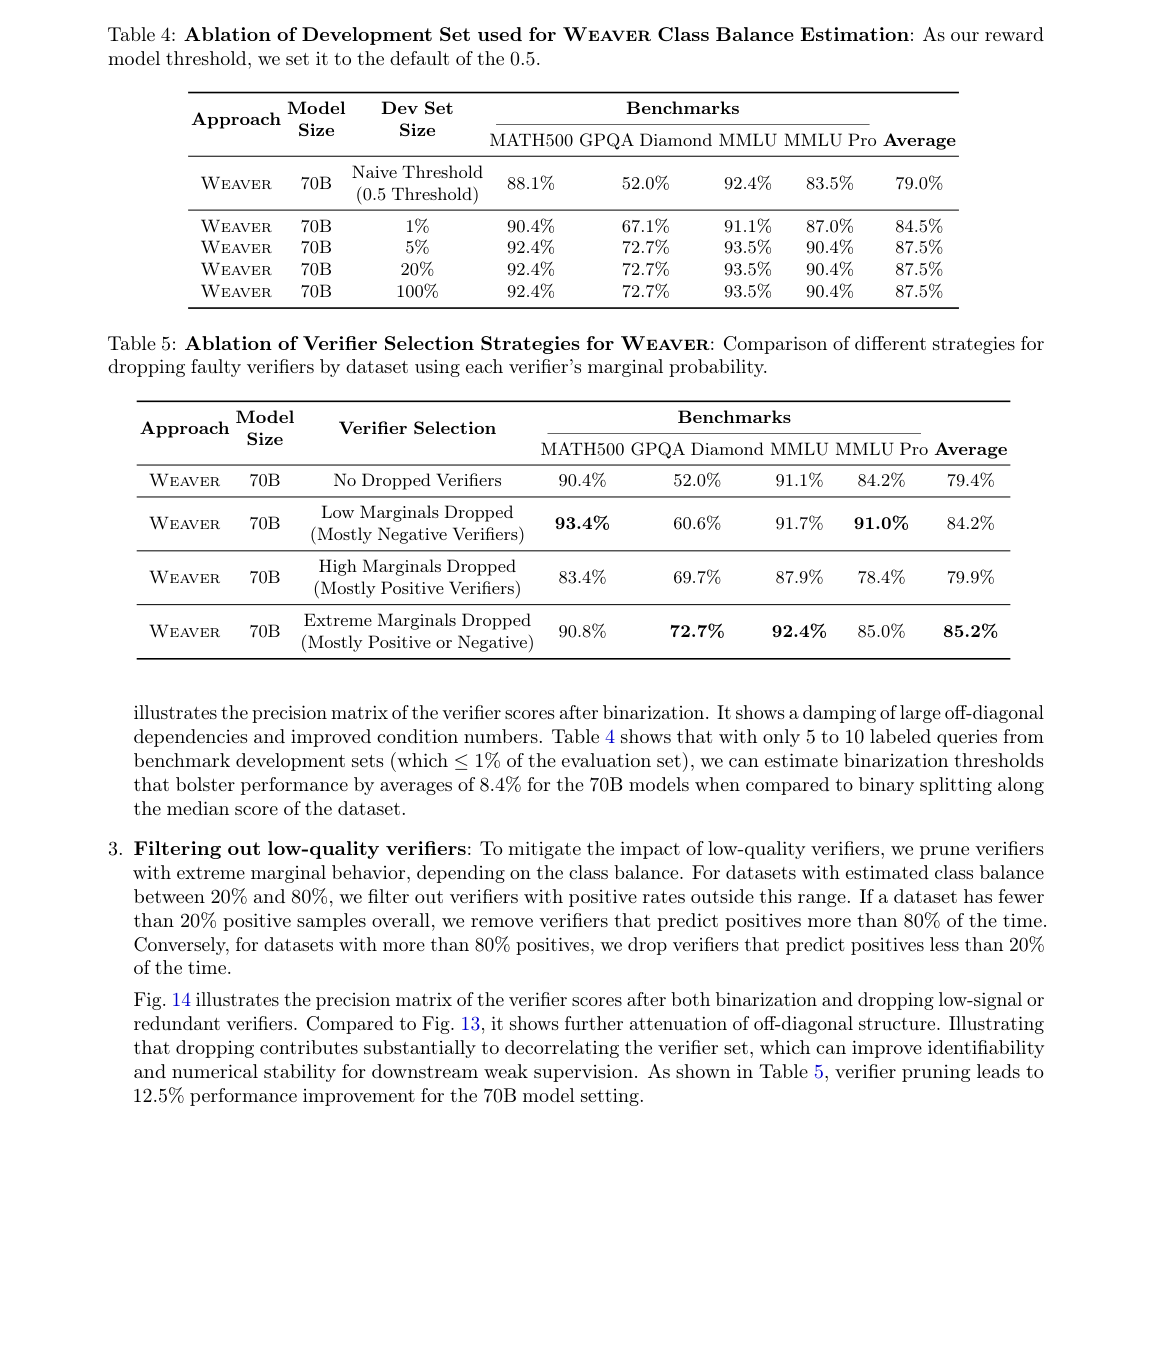 Table 4: Ablation of Development Set used for WEAVER Class Balance Estimation: As our reward
model threshold, we set it to the default of the 0.5.
Approach Model Size Dev Set Size Benchmarks
MATH500 GPQA Diamond MMLU MMLU Pro Average
WEAVER 70B Naive Threshold (0.5 Threshold) 88.1% 52.0% 92.4% 83.5% 79.0%
WEAVER 70B 1% 90.4% 67.1% 91.1% 87.0% 84.5%
WEAVER 70B 5% 92.4% 72.7% 93.5% 90.4% 87.5%
WEAVER 70B 20% 92.4% 72.7% 93.5% 90.4% 87.5%
WEAVER 70B 100% 92.4% 72.7% 93.5% 90.4% 87.5%
Table 5: Ablation of Verifier Selection Strategies for WEAVER: Comparison of different strategies for
dropping faulty verifiers by dataset using each verifier's marginal probability.
Approach Model Size Verifier Selection Benchmarks
MATH500 GPQA Diamond MMLU MMLU Pro Average
WEAVER 70B No Dropped Verifiers 90.4% 52.0% 91.1% 84.2% 79.4%
WEAVER 70B Low Marginals Dropped (Mostly Negative Verifiers) 93.4% 60.6% 91.7% 91.0% 84.2%
WEAVER 70B High Marginals Dropped (Mostly Positive Verifiers) 83.4% 69.7% 87.9% 78.4% 79.9%
WEAVER 70B Extreme Marginals Dropped (Mostly Positive or Negative) 90.8% 72.7% 92.4% 85.0% 85.2%
illustrates the precision matrix of the verifier scores after binarization. It shows a damping of large off-diagonal
dependencies and improved condition numbers. Table 4 shows that with only 5 to 10 labeled queries from
benchmark development sets (which ≤ 1% of the evaluation set), we can estimate binarization thresholds
that bolster performance by averages of 8.4% for the 70B models when compared to binary splitting along
the median score of the dataset.
3. Filtering out low-quality verifiers: To mitigate the impact of low-quality verifiers, we prune verifiers
with extreme marginal behavior, depending on the class balance. For datasets with estimated class balance
between 20% and 80%, we filter out verifiers with positive rates outside this range. If a dataset has fewer
than 20% positive samples overall, we remove verifiers that predict positives more than 80% of the time.
Conversely, for datasets with more than 80% positives, we drop verifiers that predict positives less than 20%
of the time.
Fig. 14 illustrates the precision matrix of the verifier scores after both binarization and dropping low-signal or
redundant verifiers. Compared to Fig. 13, it shows further attenuation of off-diagonal structure. Illustrating
that dropping contributes substantially to decorrelating the verifier set, which can improve identifiability
and numerical stability for downstream weak supervision. As shown in Table 5, verifier pruning leads to
12.5% performance improvement for the 70B model setting.